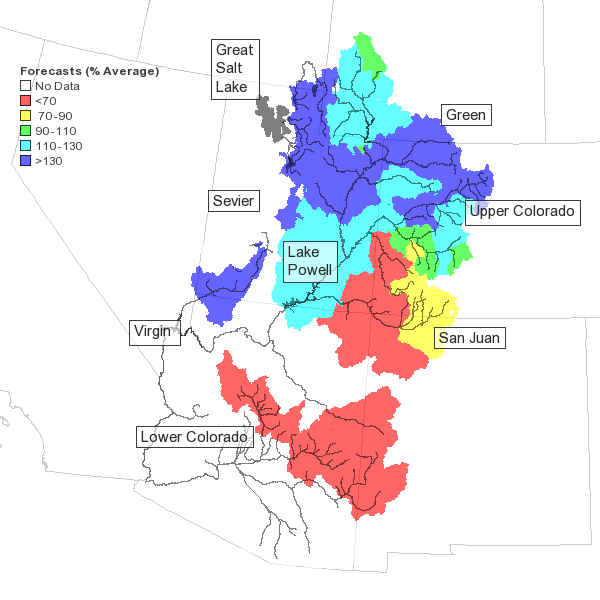 Great
Salt
Lake
Forecasts (% Average)
No Data
<70
70-90
90-110
110-130
>130
Green
Sevier
Upper Colorado
Lake
Powell
Virgin
San Juan
Lower Colorado